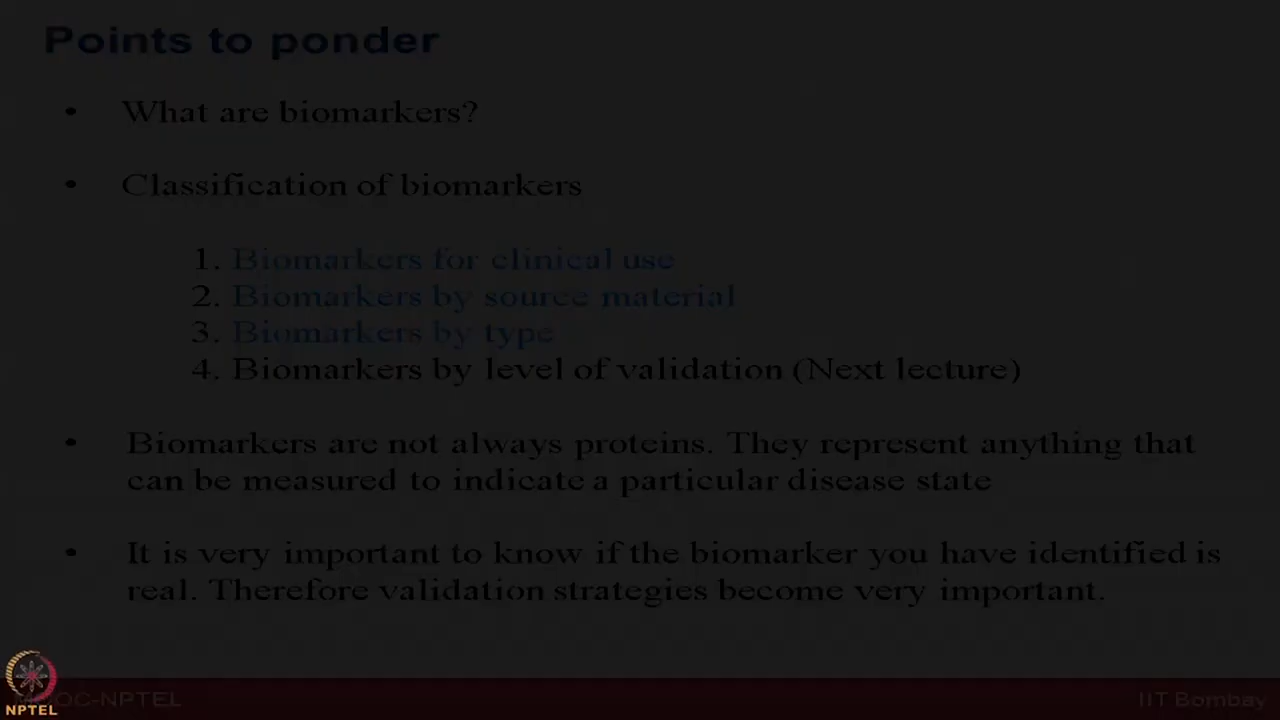 Points to ponder
• What are biomarkers?
• Classification of biomarkers
1. Biomarkers for clinical use
2. Biomarkers by source material
3. Biomarkers by type
4. Biomarkers by level of validation (Next lecture)
• Biomarkers are not always proteins. They represent anything that
can be measured to indicate a particular disease state
• It is very important to know if the biomarker you have identified is
real. Therefore validation strategies become very important.
MOOC-NPTEL
IIT Bombay
NPTEL